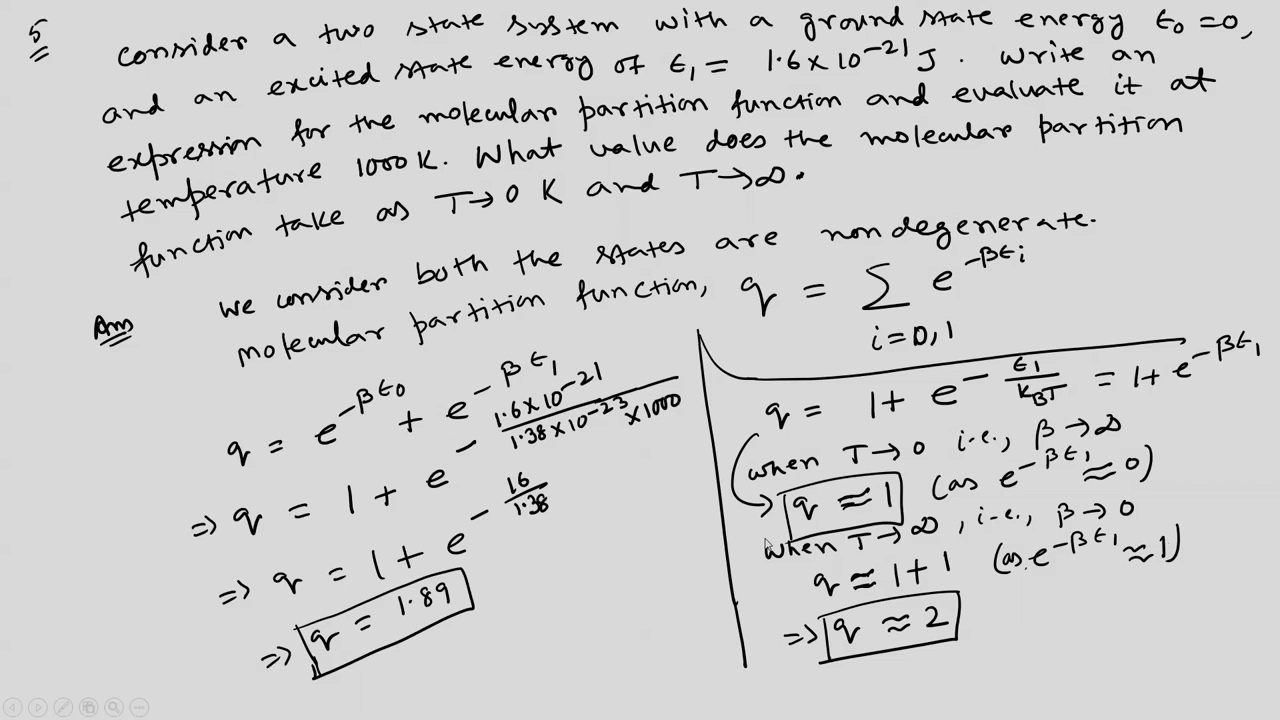 5 Consider a two state system with a ground state energy ϵ₀ = 0,
and an excited state energy of ϵ₁ = 1.6 x 10⁻²¹ J. Write an
expression for the molecular partition function and evaluate it at
temperature 1000 K. What value does the molecular partition
function take as T → 0 K and T → ∞.
Ans We consider both the states are nondegenerate.
molecular partition function, q = Σ e^{-βϵi}
i=0,1
q = e^{-βϵ₀} + e^{-βϵ₁}
=> q = 1 + e^{- (1.6 x 10⁻²¹)/(1.38 x 10⁻²³ x 1000)}
=> q = 1 + e^{- 16/1.38}
=> q = 1.89
q = 1 + e^{- ϵ₁/(k_BT)} = 1 + e^{-βϵ₁}
when T → 0 i.e., β → ∞
q ≈ 1 (as e^{-βϵ₁} ≈ 0)
when T → ∞, i.e., β → 0
q ≈ 1 + 1 (as e^{-βϵ₁} ≈ 1)
=> q ≈ 2